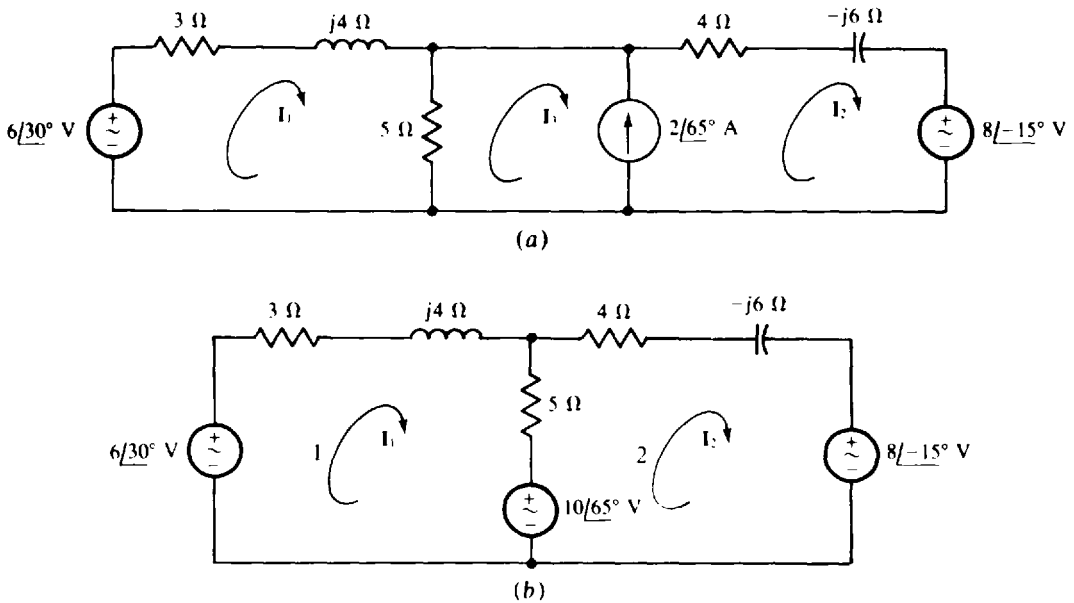 3 Ω
j4 Ω
4 Ω
−j6 Ω
I₁
I₃
I₂
6/30° V
5 Ω
2/65° A
8/−15° V
(a)
3 Ω
j4 Ω
4 Ω
−j6 Ω
5 Ω
I₁
I₂
6/30° V
1
2
8/−15° V
10/65° V
(b)